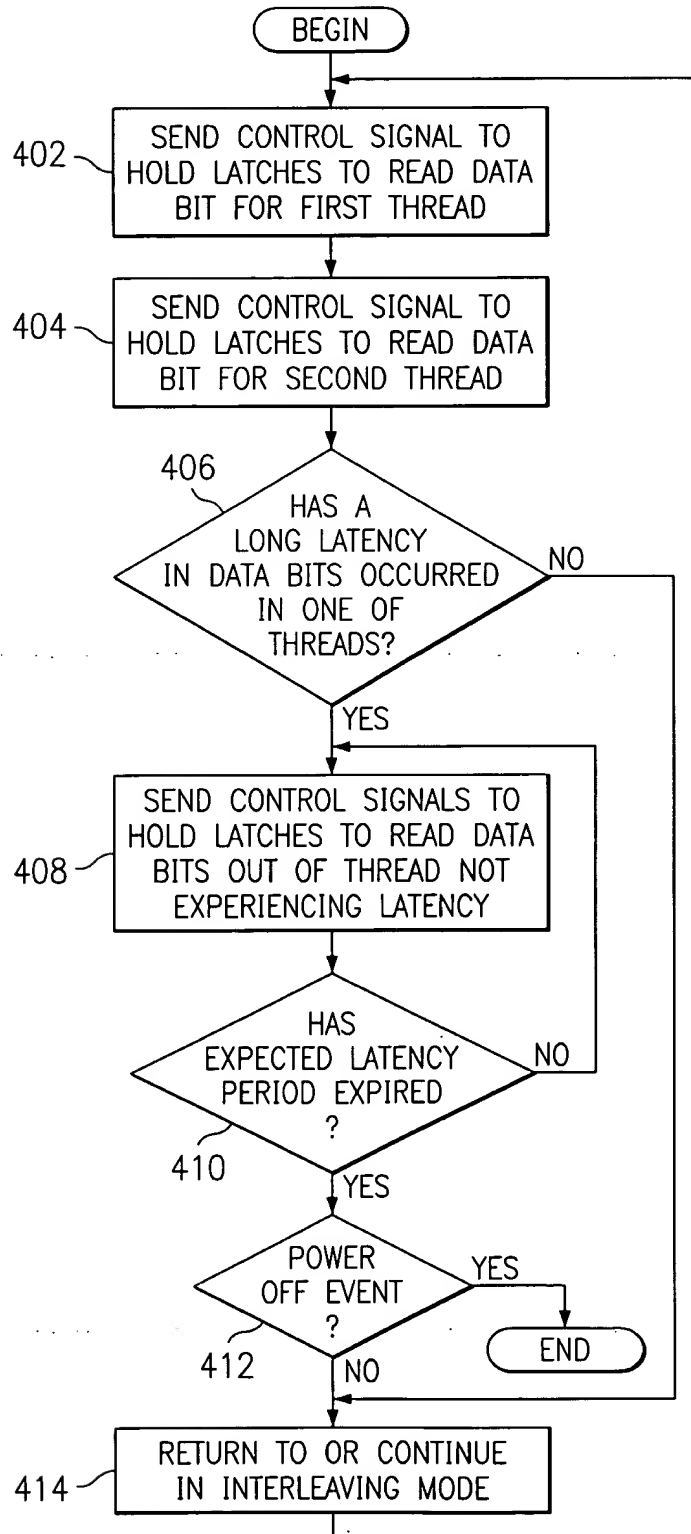 BEGIN
402
SEND CONTROL SIGNAL TO
HOLD LATCHES TO READ DATA
BIT FOR FIRST THREAD
404
SEND CONTROL SIGNAL TO
HOLD LATCHES TO READ DATA
BIT FOR SECOND THREAD
406
HAS A
LONG LATENCY
IN DATA BITS OCCURRED
IN ONE OF
THREADS?
NO
YES
408
SEND CONTROL SIGNALS TO
HOLD LATCHES TO READ DATA
BITS OUT OF THREAD NOT
EXPERIENCING LATENCY
HAS
EXPECTED LATENCY
PERIOD EXPIRED
?
NO
410
YES
POWER
OFF EVENT
?
YES
412
NO
END
414
RETURN TO OR CONTINUE
IN INTERLEAVING MODE